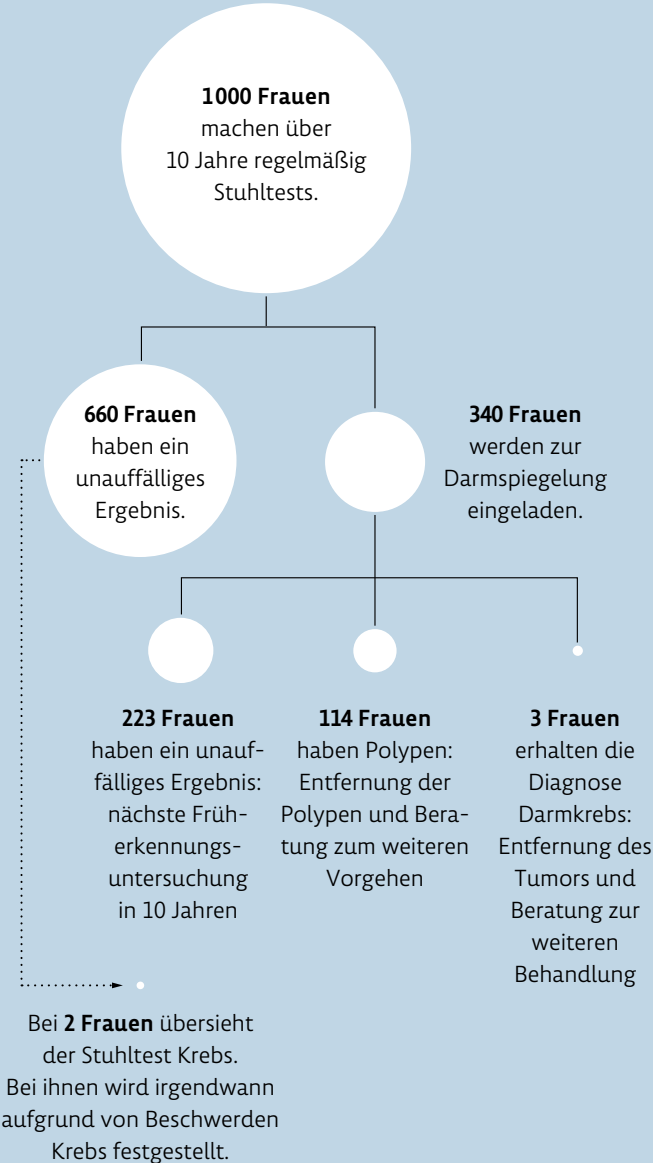 1000 Frauen
machen über
10 Jahre regelmäßig
Stuhltests.
660 Frauen
haben ein
unauffälliges
Ergebnis.
340 Frauen
werden zur
Darmspiegelung
eingeladen.
223 Frauen
haben ein unauf-
fälliges Ergebnis:
nächste Früh-
erkennungs-
untersuchung
in 10 Jahren
114 Frauen
haben Polypen:
Entfernung der
Polypen und Bera-
tung zum weiteren
Vorgehen
3 Frauen
erhalten die
Diagnose
Darmkrebs:
Entfernung des
Tumors und
Beratung zur
weiteren
Behandlung
Bei 2 Frauen übersieht
der Stuhltest Krebs.
Bei ihnen wird irgendwann
aufgrund von Beschwerden
Krebs festgestellt.